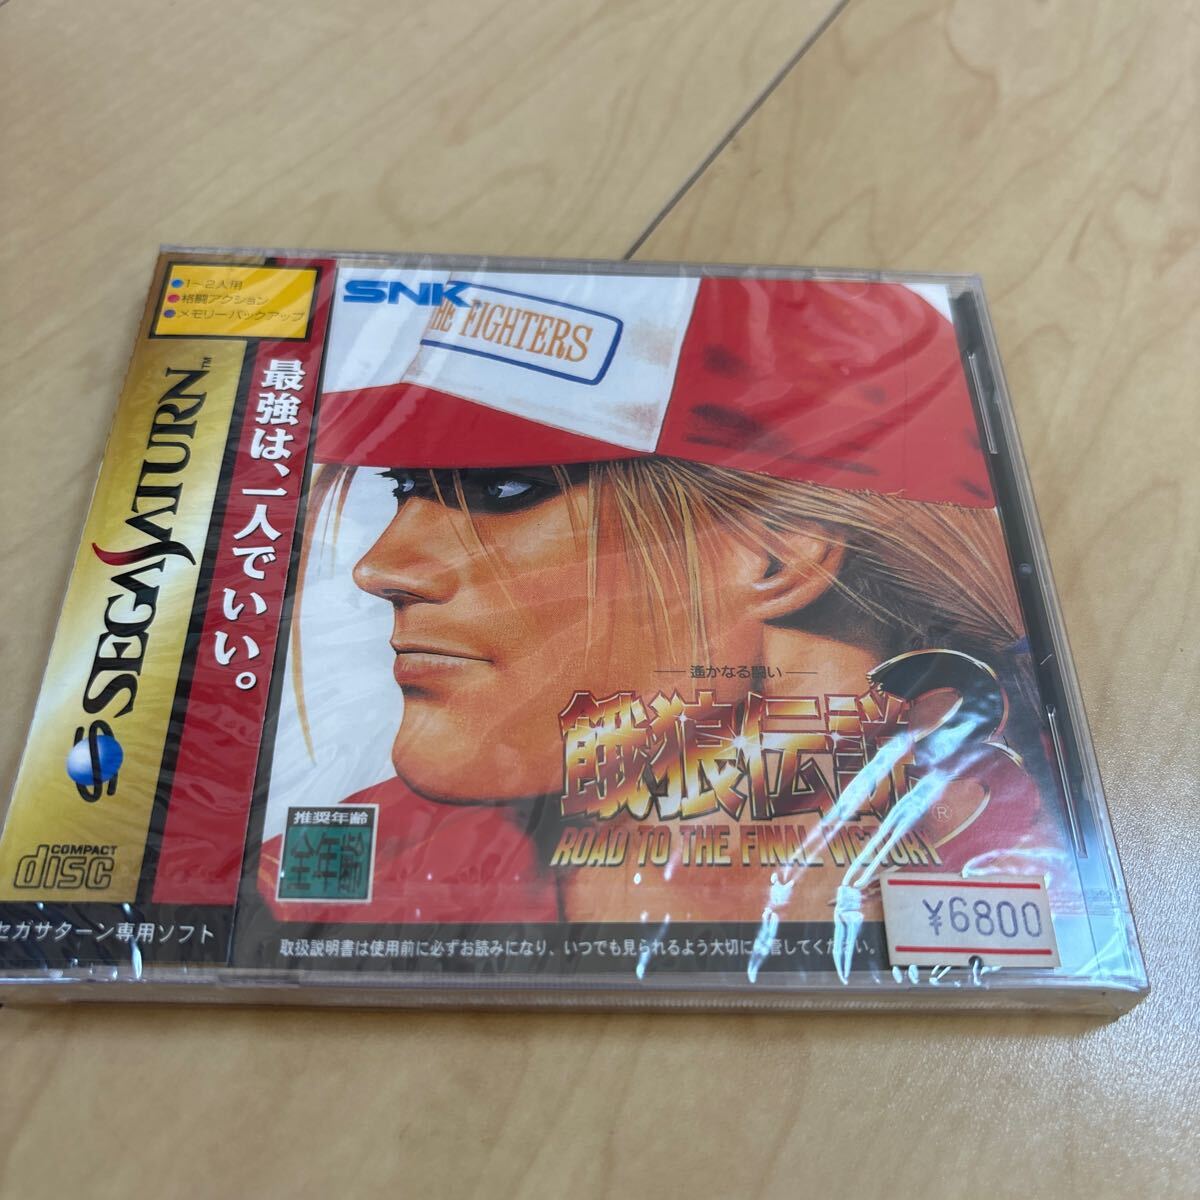 ●1～2人用
●格闘アクション
●メモリーバックアップ
SEGA SATURN™
最強は、一人でいい。
COMPACT
disc
セガサターン専用ソフト
SNK
THE FIGHTERS
遥かなる闘い
餓狼伝説3
ROAD TO THE FINAL VICTORY
®
推奨年齢
全年齢
取扱説明書は使用前に必ずお読みになり、いつでも見られるよう大切に保管してください。
¥6800